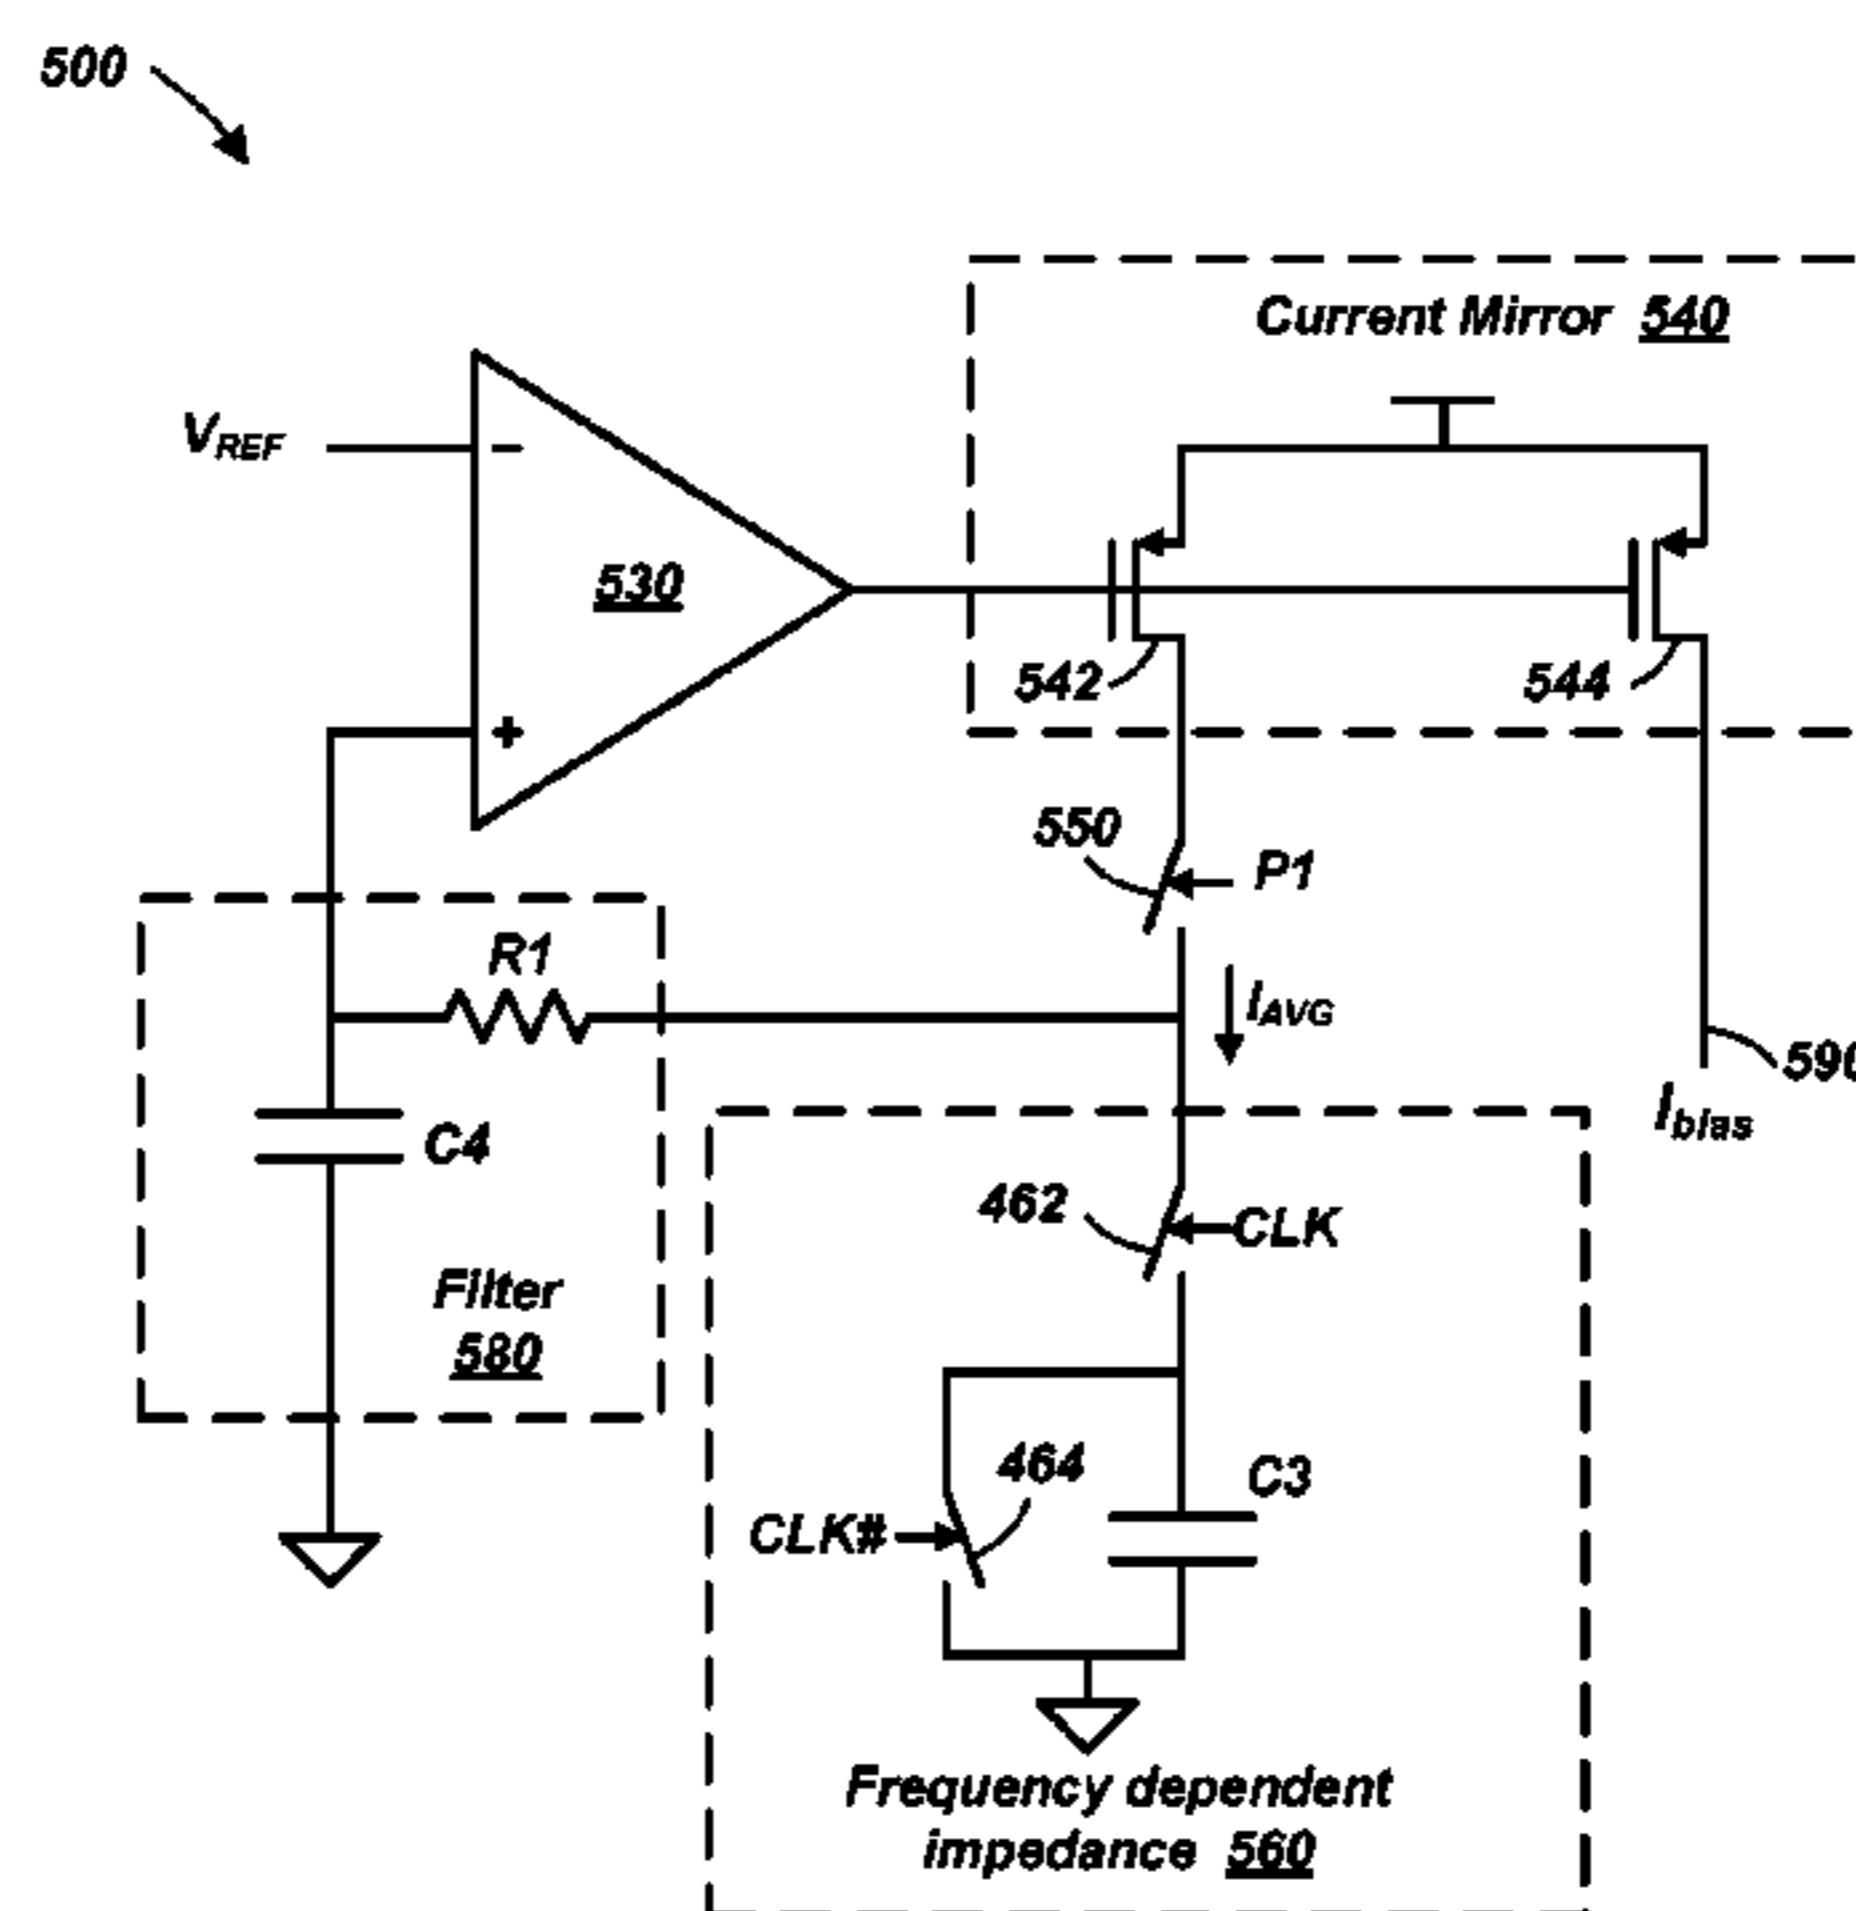 500
Current Mirror 540
VREF
-
530
542
544
+
550
P1
R1
IAVG
590
Ibias
C4
462
CLK
Filter
580
464
C3
CLK#
Frequency dependent
impedance 560